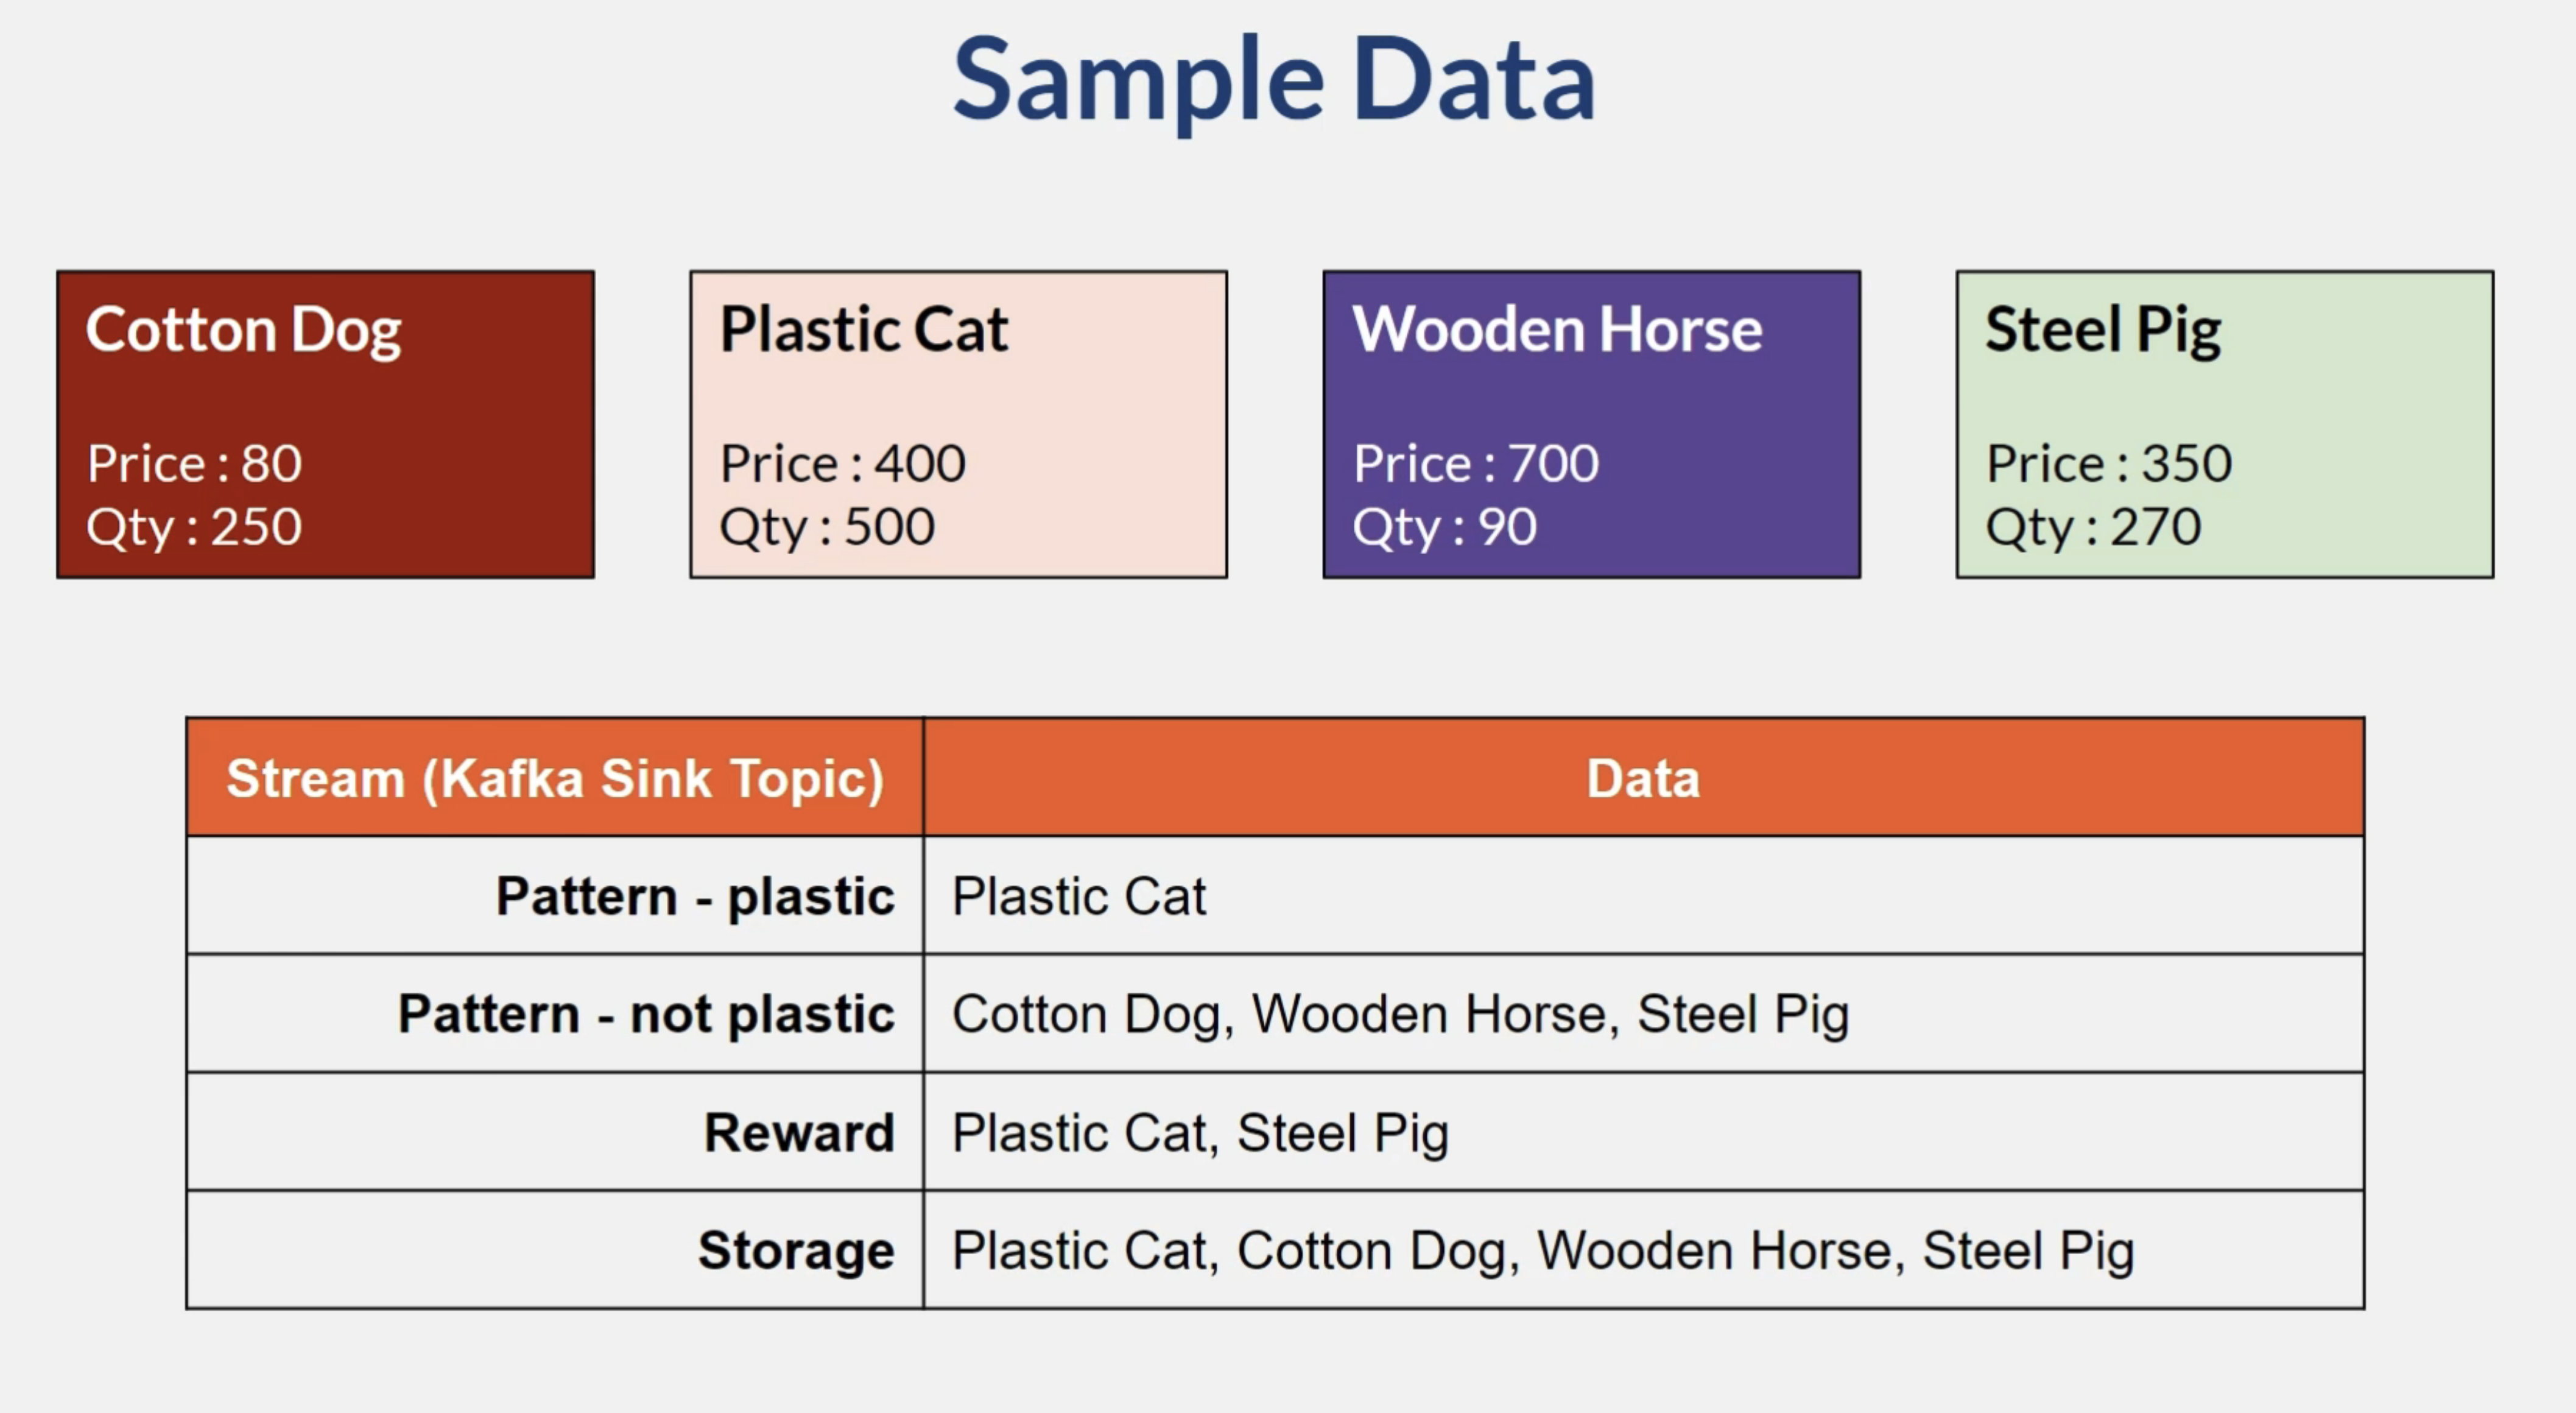 Sample Data
Cotton Dog
Price : 80
Qty : 250
Plastic Cat
Price : 400
Qty : 500
Wooden Horse
Price : 700
Qty : 90
Steel Pig
Price : 350
Qty : 270
Stream (Kafka Sink Topic) Data
Pattern - plastic Plastic Cat
Pattern - not plastic Cotton Dog, Wooden Horse, Steel Pig
Reward Plastic Cat, Steel Pig
Storage Plastic Cat, Cotton Dog, Wooden Horse, Steel Pig